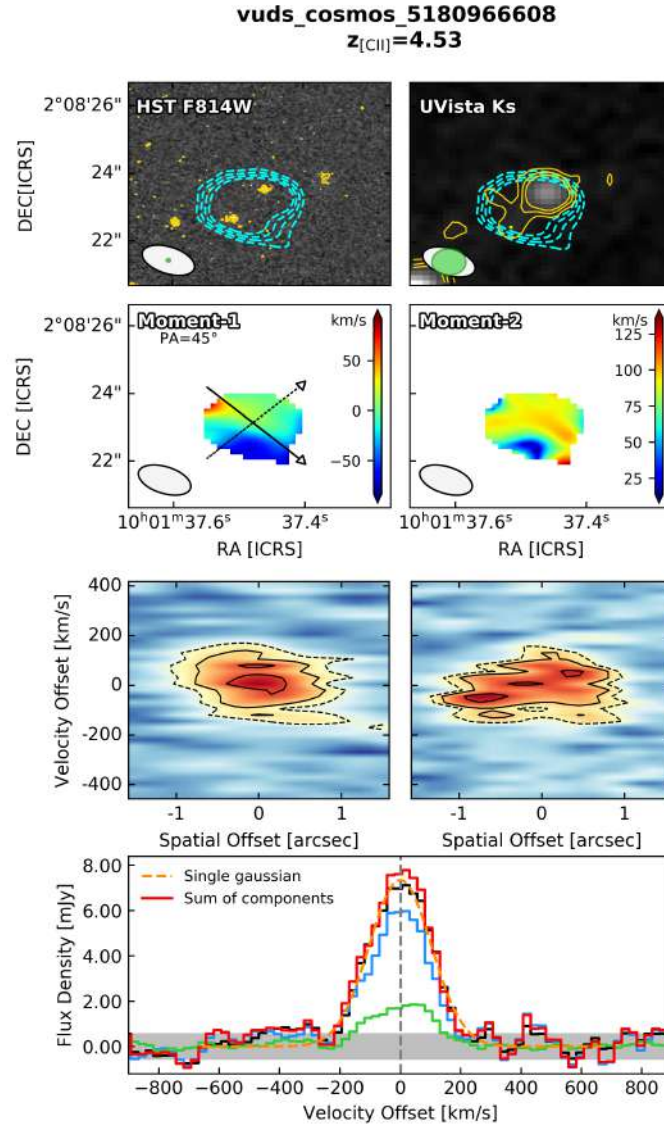 vuds_cosmos_5180966608
z[CII]=4.53
HST F814W
UVista Ks
2°08'26"
24"
22"
DEC[ICRS]
Moment-1
PA=45°
km/s
50
0
−50
Moment-2
km/s
125
100
75
50
25
2°08'26"
24"
22"
DEC [ICRS]
10h01m37.6s
37.4s
RA [ICRS]
10h01m37.6s
37.4s
RA [ICRS]
400
200
0
-200
-400
Velocity Offset [km/s]
-1
0
1
Spatial Offset [arcsec]
-1
0
1
Spatial Offset [arcsec]
8.00
6.00
4.00
2.00
0.00
Flux Density [mJy]
Single gaussian
Sum of components
−800
−600
−400
−200
0
200
400
600
800
Velocity Offset [km/s]